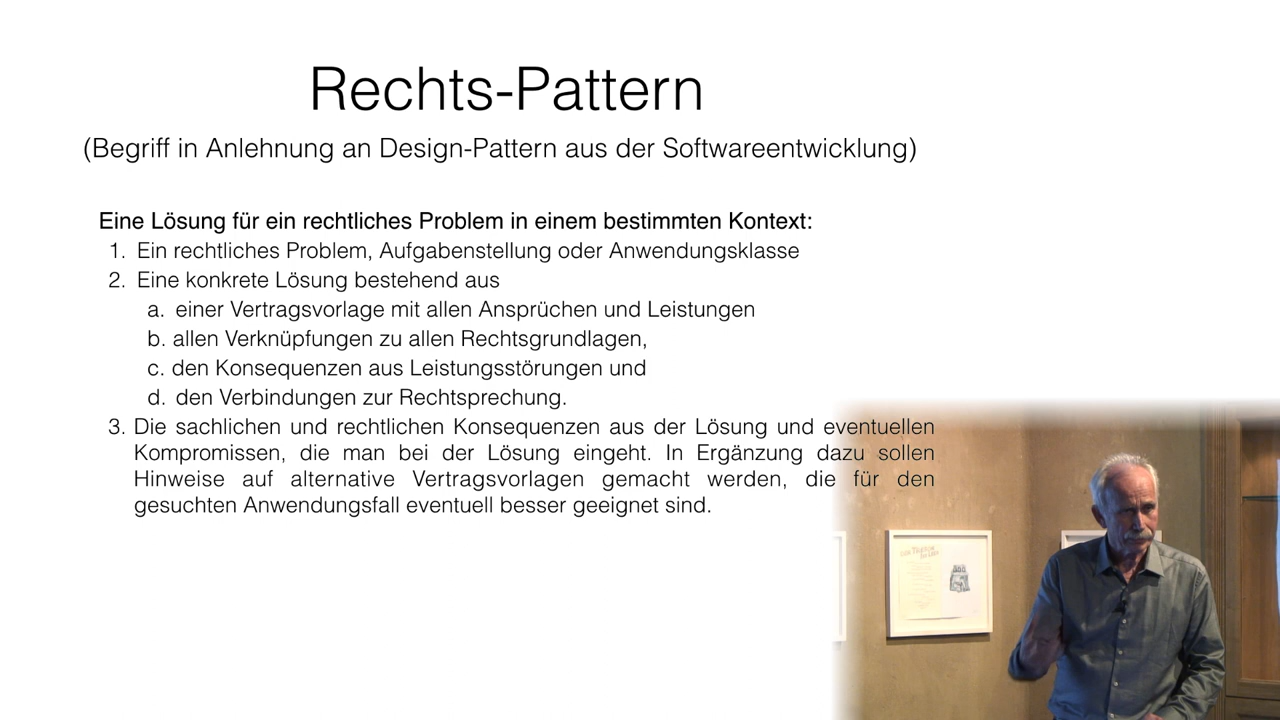 Rechts-Pattern
(Begriff in Anlehnung an Design-Pattern aus der Softwareentwicklung)
Eine Lösung für ein rechtliches Problem in einem bestimmten Kontext:
1. Ein rechtliches Problem, Aufgabenstellung oder Anwendungsklasse
2. Eine konkrete Lösung bestehend aus
a. einer Vertragsvorlage mit allen Ansprüchen und Leistungen
b. allen Verknüpfungen zu allen Rechtsgrundlagen,
c. den Konsequenzen aus Leistungsstörungen und
d. den Verbindungen zur Rechtsprechung.
3. Die sachlichen und rechtlichen Konsequenzen aus der Lösung und eventuellen
Kompromissen, die man bei der Lösung eingeht. In Ergänzung dazu sollen
Hinweise auf alternative Vertragsvorlagen gemacht werden, die für den
gesuchten Anwendungsfall eventuell besser geeignet sind.